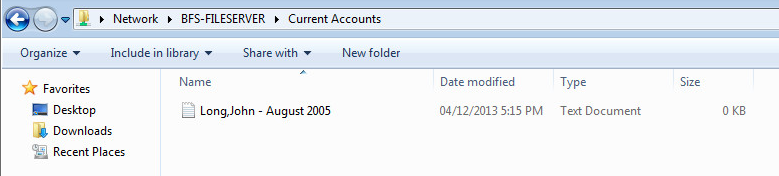 Network BFS-FILESERVER Current Accounts
Organize Include in library Share with New folder
Favorites
Desktop
Downloads
Recent Places
Name Date modified Type Size
Long,John - August 2005 04/12/2013 5:15 PM Text Document 0 KB